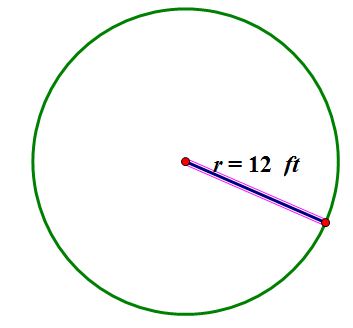 r = 12 ft